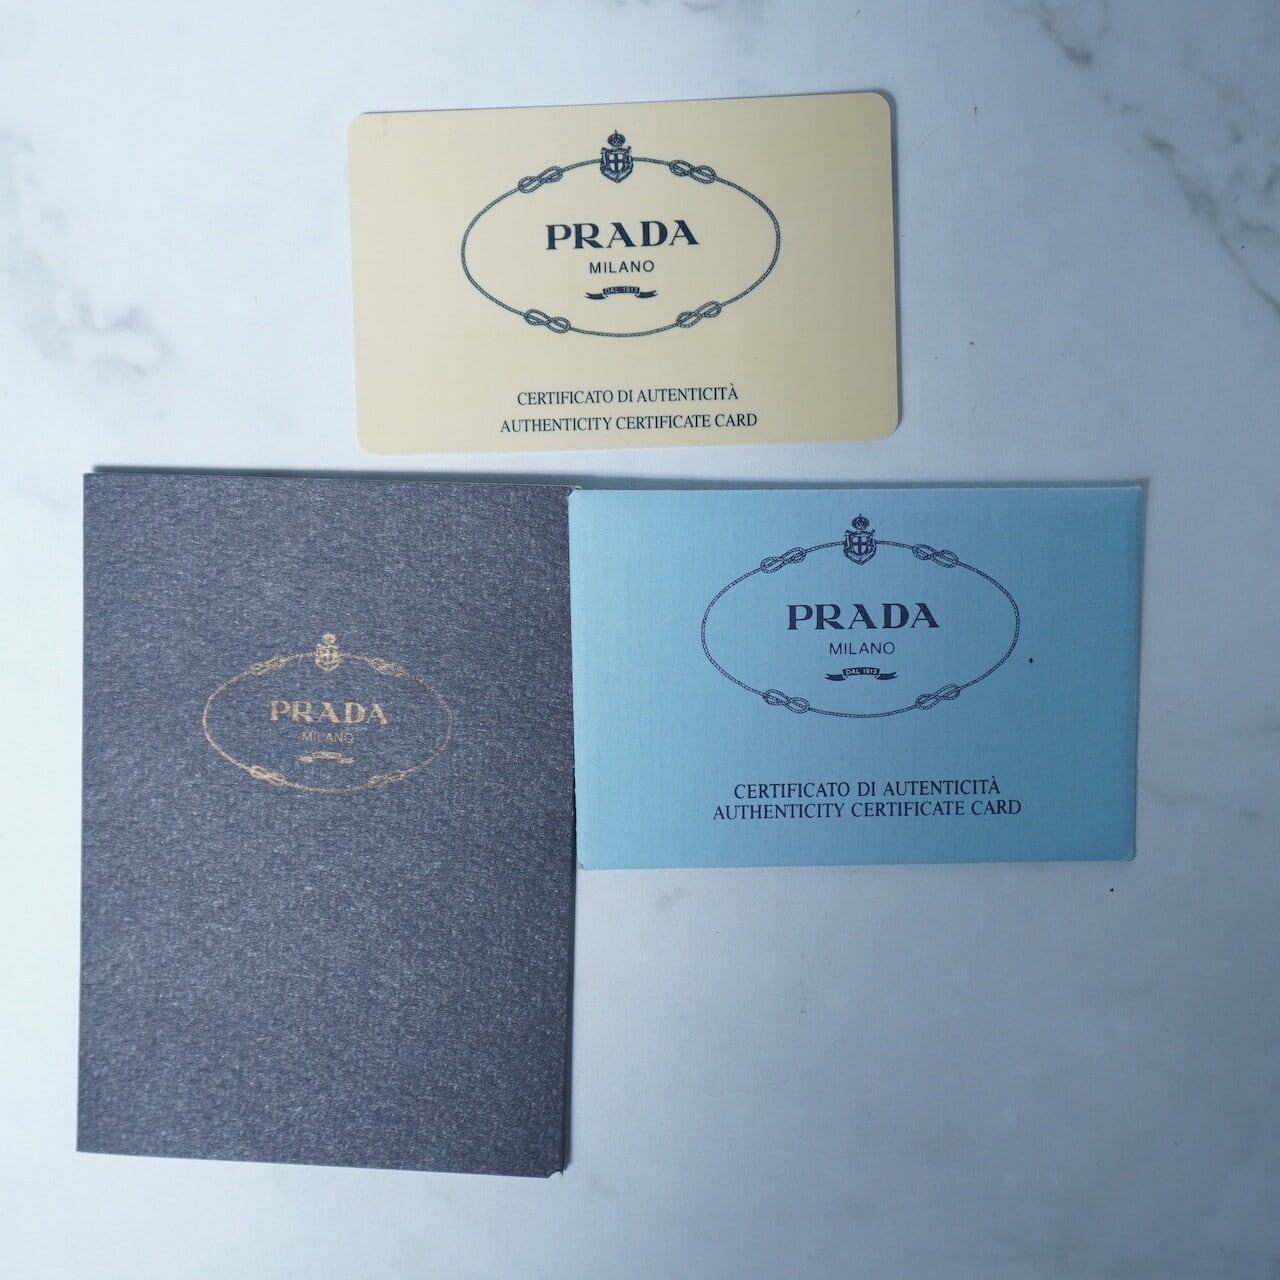 PRADA
MILANO
DAL 1913
CERTIFICATO DI AUTENTICITÀ
AUTHENTICITY CERTIFICATE CARD
PRADA
MILANO
DAL 1913
CERTIFICATO DI AUTENTICITÀ
AUTHENTICITY CERTIFICATE CARD
PRADA
MILANO